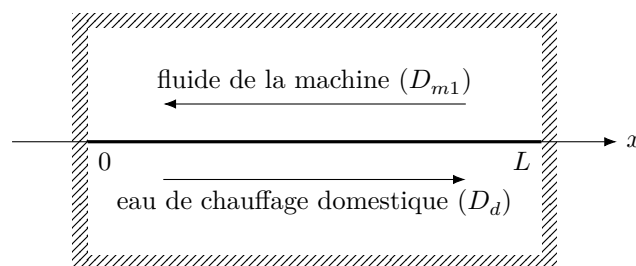 fluide de la machine (D_{m1})
x
0
L
eau de chauffage domestique (D_d)